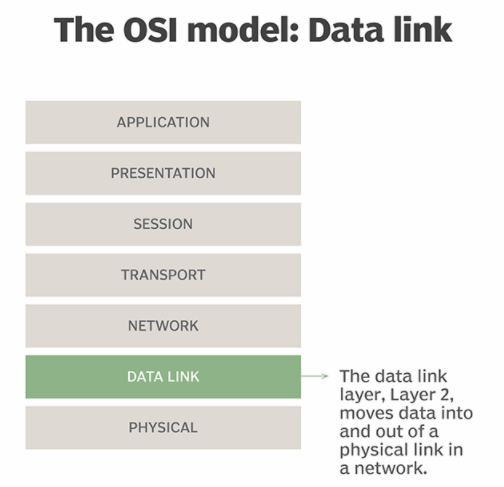 The OSI model: Data link
APPLICATION
PRESENTATION
SESSION
TRANSPORT
NETWORK
DATA LINK
The data link
layer, Layer 2,
moves data into
and out of a
physical link in
a network.
PHYSICAL